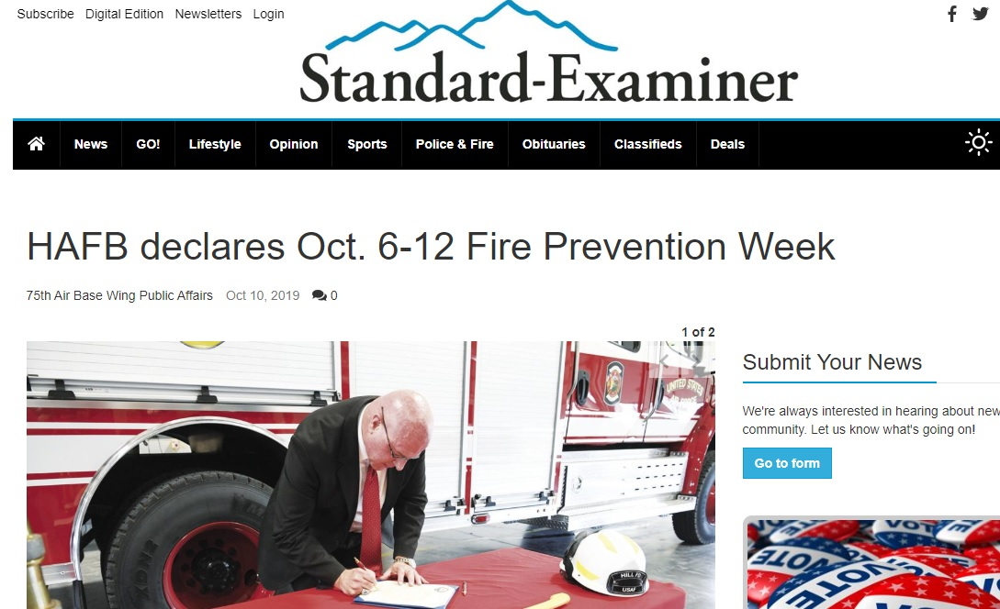 Subscribe Digital Edition Newsletters Login
Standard-Examiner
News GO! Lifestyle Opinion Sports Police & Fire Obituaries Classifieds Deals
HAFB declares Oct. 6-12 Fire Prevention Week
75th Air Base Wing Public Affairs Oct 10, 2019 0
1 of 2
Submit Your News
We're always interested in hearing about new
community. Let us know what's going on!
Go to form
UNITED STATES
HILL FD
USAF
VOTE
VOTE